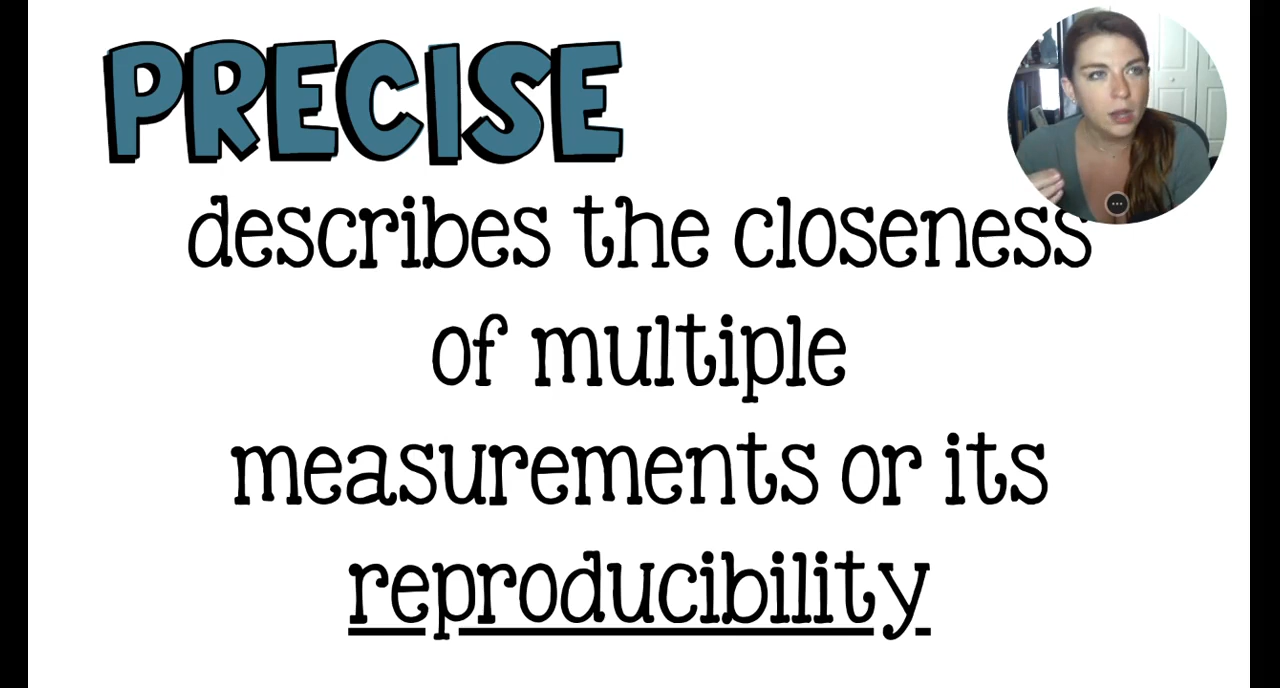 PRECISE
describes the closeness
of multiple
measurements or its
reproducibility